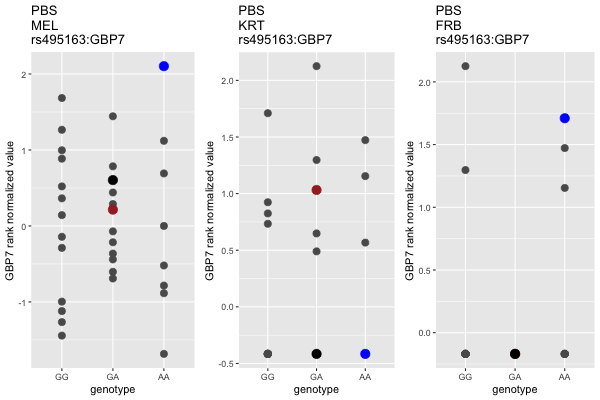 PBS
MEL
rs495163:GBP7
GBP7 rank normalized value
2
1
0
-1
GG GA AA
genotype
PBS
KRT
rs495163:GBP7
GBP7 rank normalized value
2.0
1.5
1.0
0.5
0.0
-0.5
GG GA AA
genotype
PBS
FRB
rs495163:GBP7
GBP7 rank normalized value
2.0
1.5
1.0
0.5
0.0
GG GA AA
genotype